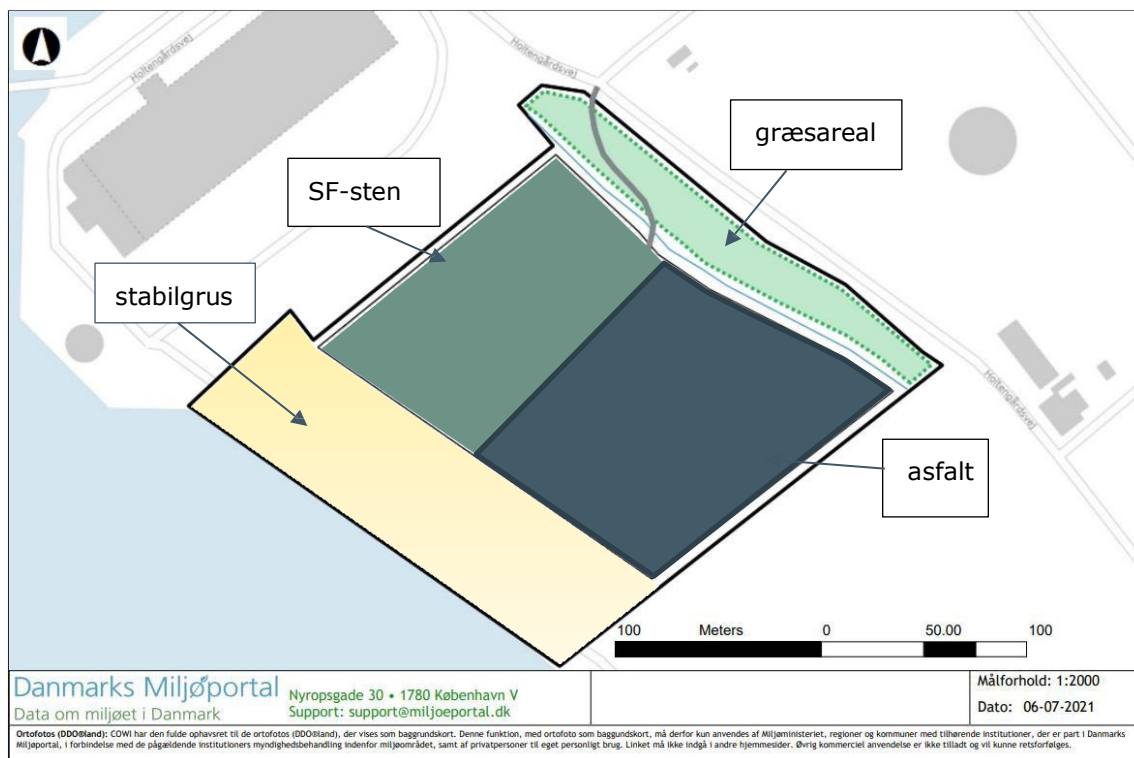 Holtengårdsvej
Holtengårdsvej
græsareal
SF-sten
stabilgrus
Holtengårdsvej
asfalt
100 Meters 0 50.00 100
Danmarks Miljøportal
Data om miljøet i Danmark
Nyropsgade 30 • 1780 København V
Support: support@miljoeportal.dk
Målforhold: 1:2000
Dato: 06-07-2021
Ortofotos (DDO®land): COWI har den fulde ophavsret til de ortofotos (DDO®land), der vises som baggrundskort. Denne funktion, med ortofoto som baggundskort, må derfor kun anvendes af Miljøministeriet, regioner og kommuner med tilhørende institutioner, der er part i Danmarks
Miljøportal, i forbindelse med de pågældende institutioners myndighedsbehandling indenfor miljøområdet, samt af privatpersoner til eget personligt brug. Linket må ikke indgå i andre hjemmesider. Øvrig kommerciel anvendelse er ikke tilladt og vil kunne retsforfølges.